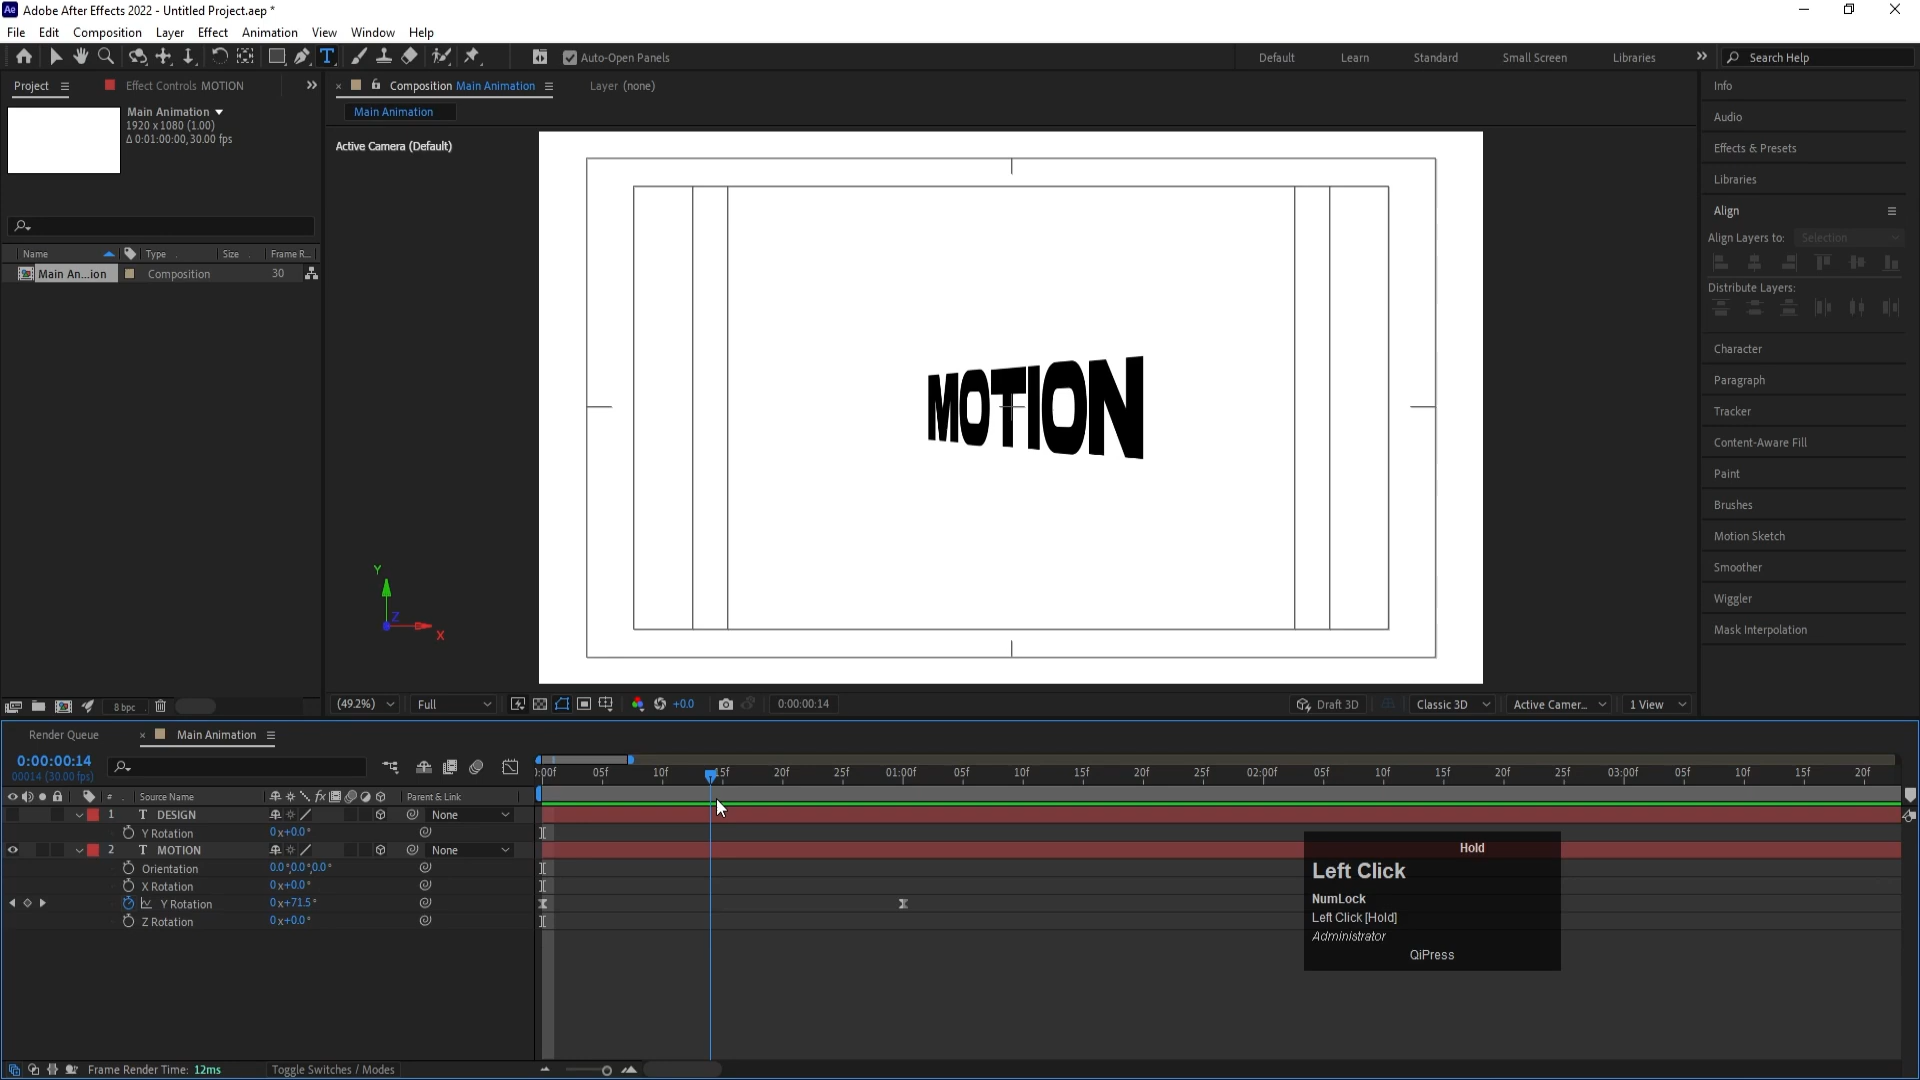 Adobe After Effects 2022 - Untitled Project.aep *
File Edit Composition Layer Effect Animation View Window Help
Auto-Open Panels
Default Learn Standard Small Screen Libraries
Search Help
Project
Effect Controls MOTION
Composition Main Animation
Layer (none)
Main Animation
Main Animation
1920 x 1080 (1.00)
Δ 0:01:00:00, 30.00 fps
Active Camera (Default)
Name Type Size Frame R...
Main An...ion Composition 30
MOTION
Y
Z
X
Info
Audio
Effects & Presets
Libraries
Align
Align Layers to: Selection
Distribute Layers:
Character
Paragraph
Tracker
Content-Aware Fill
Paint
Brushes
Motion Sketch
Smoother
Wiggler
Mask Interpolation
8 bpc
(49.2%) Full +0.0 0:00:00:14 Draft 3D Classic 3D Active Camer... 1 View
Render Queue
Main Animation
0:00:00:14
00014 (30.00 fps)
):00f 05f 10f 15f 20f 25f 01:00f 05f 10f 15f 20f 25f 02:00f 05f 10f 15f 20f 25f 03:00f 05f 10f 15f 20f
# Source Name fx Parent & Link
1 T DESIGN None
Y Rotation 0x+0.0°
2 T MOTION None
Orientation 0.0°,0.0°,0.0°
X Rotation 0x+0.0°
Y Rotation 0x+71.5°
Z Rotation 0x+0.0°
Hold
Left Click
NumLock
Left Click [Hold]
Administrator
QiPress
Frame Render Time: 12ms
Toggle Switches / Modes